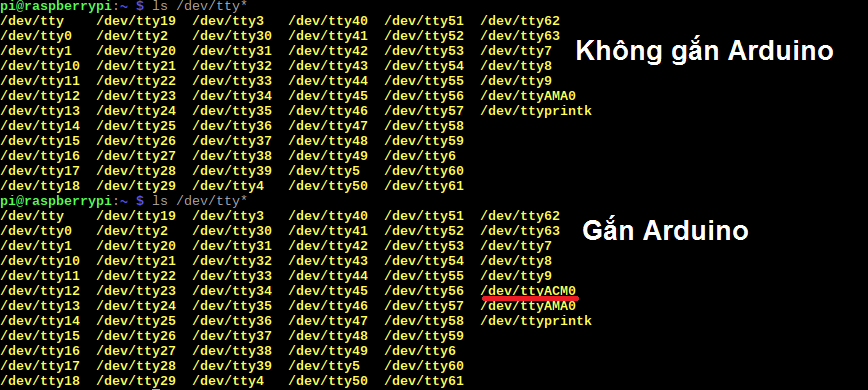 pi@raspberrypi:~ $ ls /dev/tty*
/dev/tty /dev/tty19 /dev/tty3 /dev/tty40 /dev/tty51 /dev/tty62
/dev/tty0 /dev/tty2 /dev/tty30 /dev/tty41 /dev/tty52 /dev/tty63
/dev/tty1 /dev/tty20 /dev/tty31 /dev/tty42 /dev/tty53 /dev/tty7
Không gắn Arduino
/dev/tty10 /dev/tty21 /dev/tty32 /dev/tty43 /dev/tty54 /dev/tty8
/dev/tty11 /dev/tty22 /dev/tty33 /dev/tty44 /dev/tty55 /dev/tty9
/dev/tty12 /dev/tty23 /dev/tty34 /dev/tty45 /dev/tty56 /dev/ttyAMA0
/dev/tty13 /dev/tty24 /dev/tty35 /dev/tty46 /dev/tty57 /dev/ttyprintk
/dev/tty14 /dev/tty25 /dev/tty36 /dev/tty47 /dev/tty58
/dev/tty15 /dev/tty26 /dev/tty37 /dev/tty48 /dev/tty59
/dev/tty16 /dev/tty27 /dev/tty38 /dev/tty49 /dev/tty6
/dev/tty17 /dev/tty28 /dev/tty39 /dev/tty5 /dev/tty60
/dev/tty18 /dev/tty29 /dev/tty4 /dev/tty50 /dev/tty61
pi@raspberrypi:~ $ ls /dev/tty*
/dev/tty /dev/tty19 /dev/tty3 /dev/tty40 /dev/tty51 /dev/tty62
/dev/tty0 /dev/tty2 /dev/tty30 /dev/tty41 /dev/tty52 /dev/tty63
Gắn Arduino
/dev/tty1 /dev/tty20 /dev/tty31 /dev/tty42 /dev/tty53 /dev/tty7
/dev/tty10 /dev/tty21 /dev/tty32 /dev/tty43 /dev/tty54 /dev/tty8
/dev/tty11 /dev/tty22 /dev/tty33 /dev/tty44 /dev/tty55 /dev/tty9
/dev/tty12 /dev/tty23 /dev/tty34 /dev/tty45 /dev/tty56 /dev/ttyACM0
/dev/tty13 /dev/tty24 /dev/tty35 /dev/tty46 /dev/tty57 /dev/ttyAMA0
/dev/tty14 /dev/tty25 /dev/tty36 /dev/tty47 /dev/tty58 /dev/ttyprintk
/dev/tty15 /dev/tty26 /dev/tty37 /dev/tty48 /dev/tty59
/dev/tty16 /dev/tty27 /dev/tty38 /dev/tty49 /dev/tty6
/dev/tty17 /dev/tty28 /dev/tty39 /dev/tty5 /dev/tty60
/dev/tty18 /dev/tty29 /dev/tty4 /dev/tty50 /dev/tty61